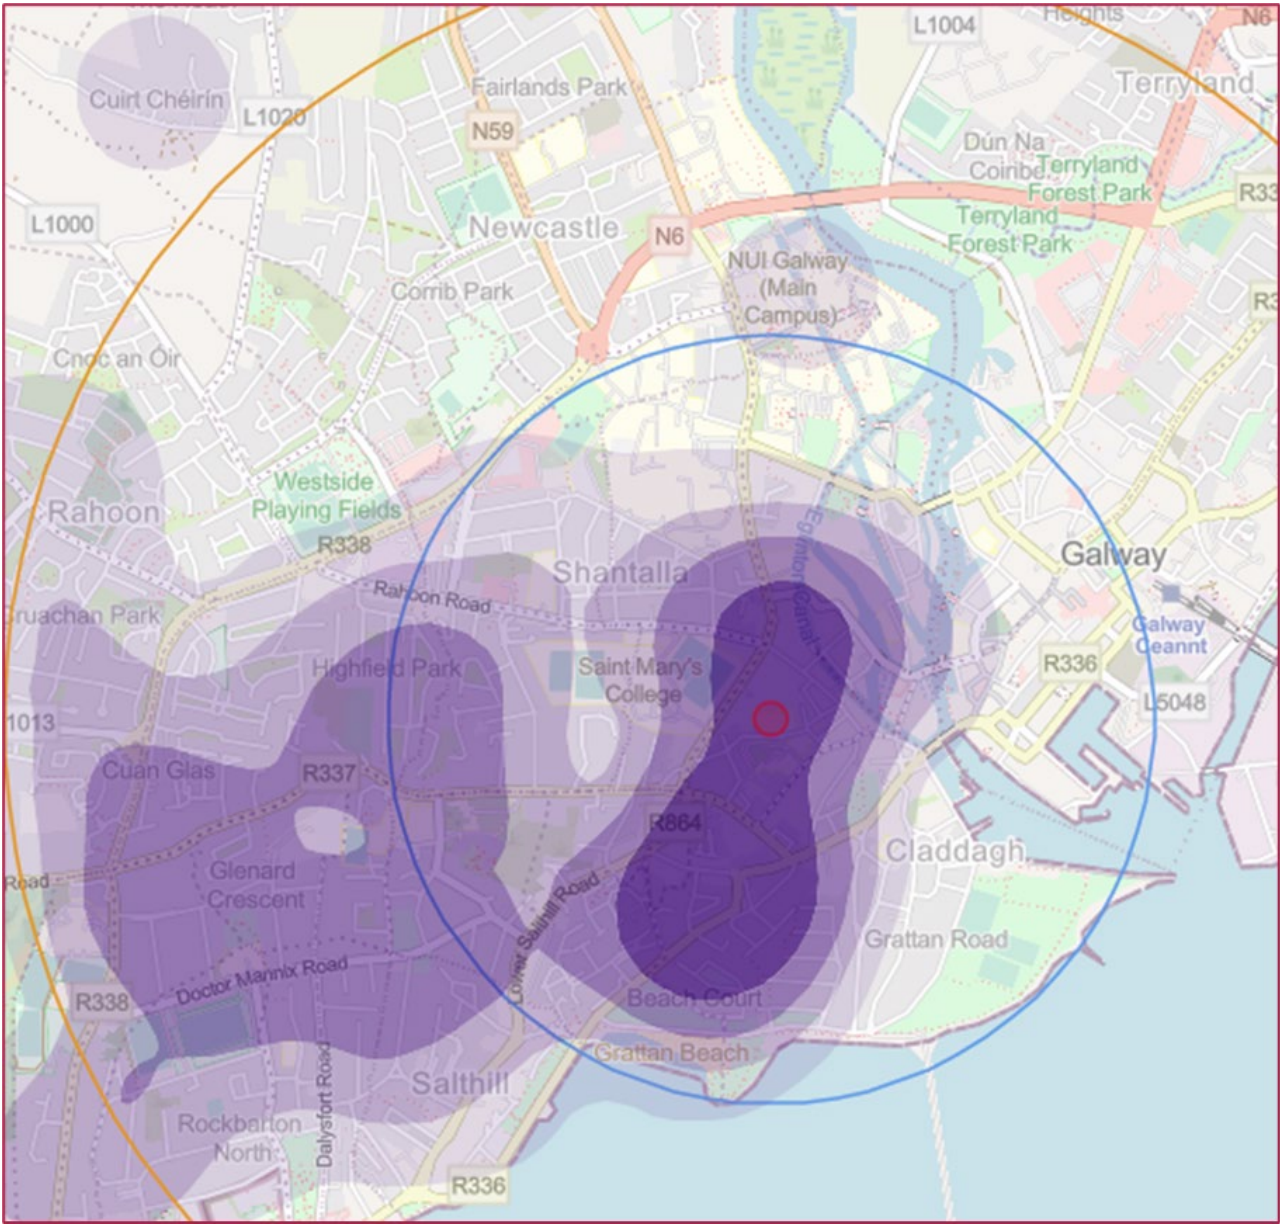 L1004
Heights
N6
Terryland
Cuirt Chéirín
Fairlands Park
L1020
N59
Dún Na
Coiribe
Terryland
Forest Park
R33
L1000
Newcastle
N6
Terryland
Forest Park
NUI Galway
(Main
Campus)
Corrib Park
R3
Cnoc an Óir
Westside
Playing Fields
Rahoon
R338
Eglinton Canal
Galway
Shantalla
Rahoon Road
Gruachan Park
Galway
Ceannt
Highfield Park
Saint Mary's
College
R336
L5048
1013
Cuan Glas
R337
R864
Claddagh
Glenard
Crescent
Road
Lower Salthill Road
Grattan Road
Doctor Mannix Road
R338
Beach Court
Grattan Beach
Dalysfort Road
Salthill
Rockbarton
North
R336